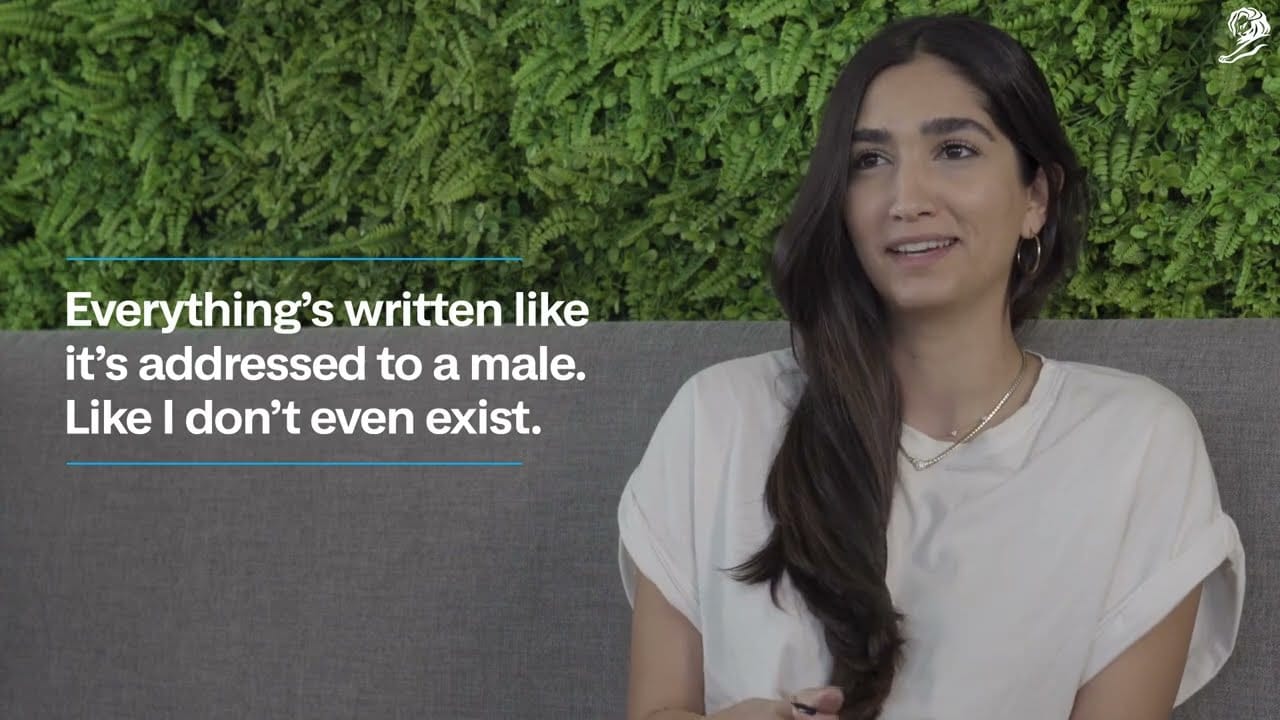 Everything’s written like
it’s addressed to a male.
Like I don’t even exist.